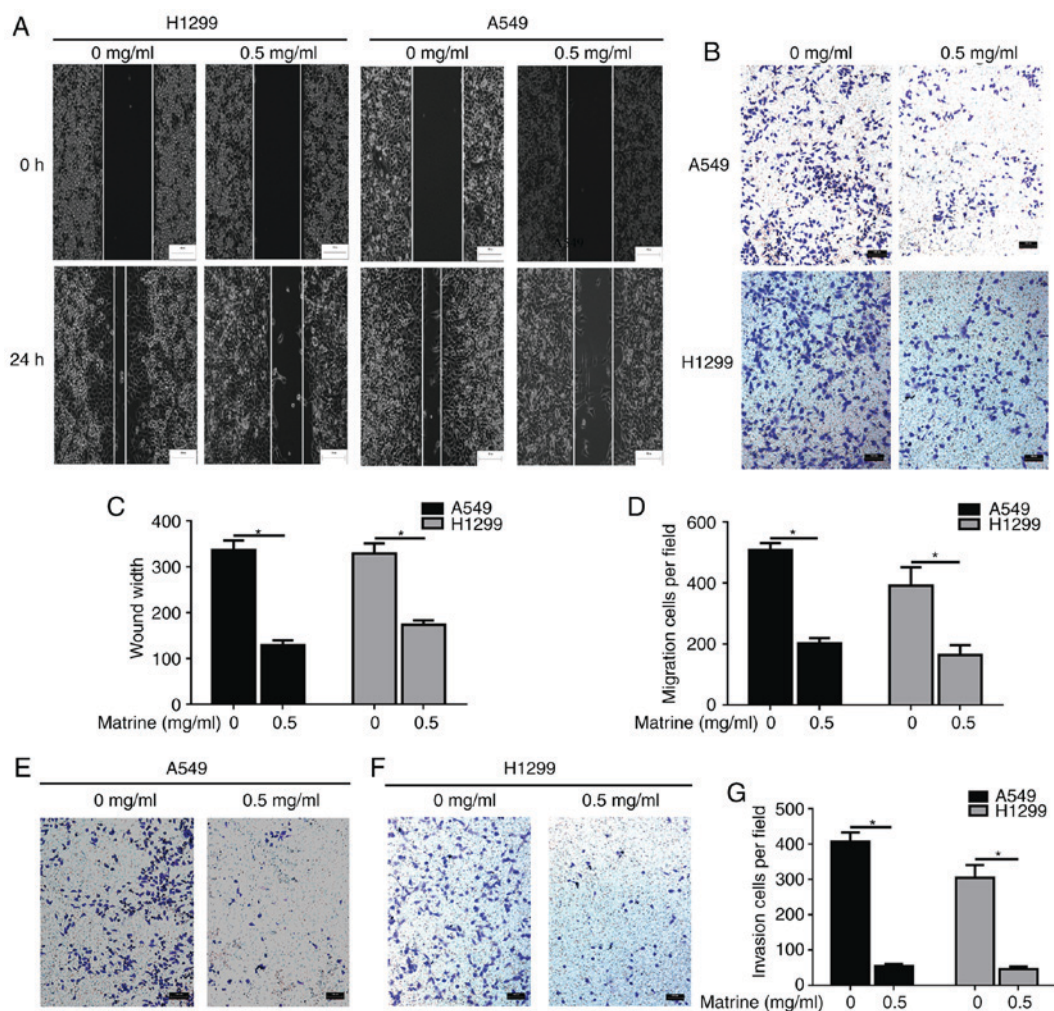 A
H1299
A549
0 mg/ml
0.5 mg/ml
0 mg/ml
0.5 mg/ml
0 h
A549
24 h
B
0 mg/ml
0.5 mg/ml
A549
H1299
C
A549
H1299
Wound width
400
300
200
100
0
*
*
Matrine (mg/ml)
0
0.5
0
0.5
D
A549
H1299
Migration cells per field
600
400
200
0
*
*
Matrine (mg/ml)
0
0.5
0
0.5
E
A549
0 mg/ml
0.5 mg/ml
F
H1299
0 mg/ml
0.5 mg/ml
G
A549
H1299
Invasion cells per field
500
400
300
200
100
0
*
*
Matrine (mg/ml)
0
0.5
0
0.5